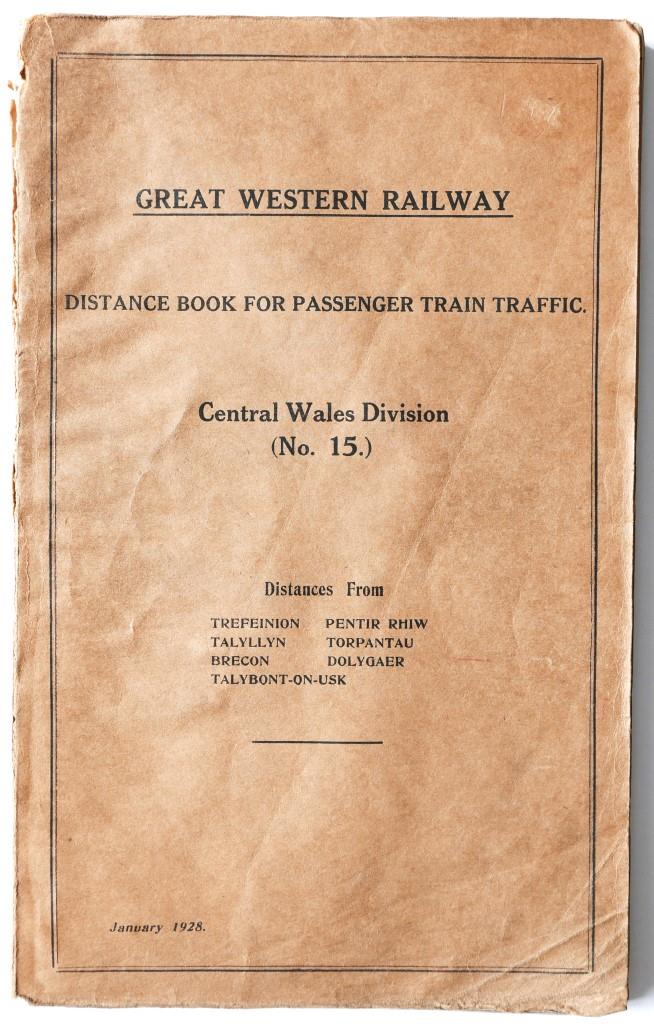 GREAT WESTERN RAILWAY
DISTANCE BOOK FOR PASSENGER TRAIN TRAFFIC.
Central Wales Division
(No. 15.)
Distances From
TREFEINION PENTIR RHIW
TALYLLYN TORPANTAU
BRECON DOLYGAER
TALYBONT-ON-USK
January 1928.